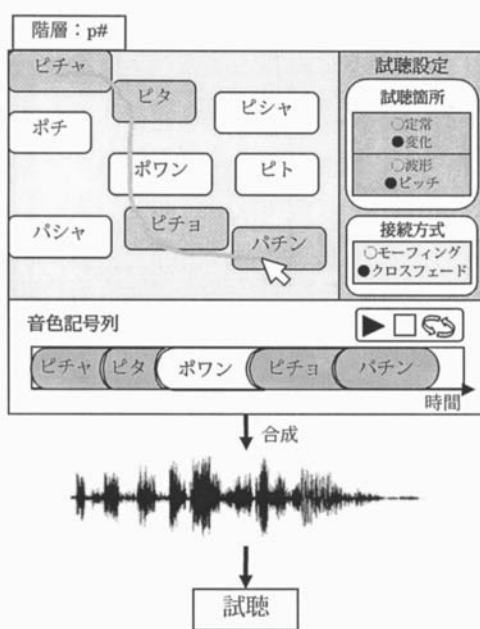 階層：p#
ピチャ
ピタ
ピシャ
ポチ
ポワン
ピト
パシャ
ピチョ
パチン
試聴設定
試聴箇所
○定常
●変化
○波形
●ピッチ
接続方式
○モーフィング
●クロスフェード
音色記号列
ピチャ ピタ ポワン ピチョ パチン
時間
合成
試聴